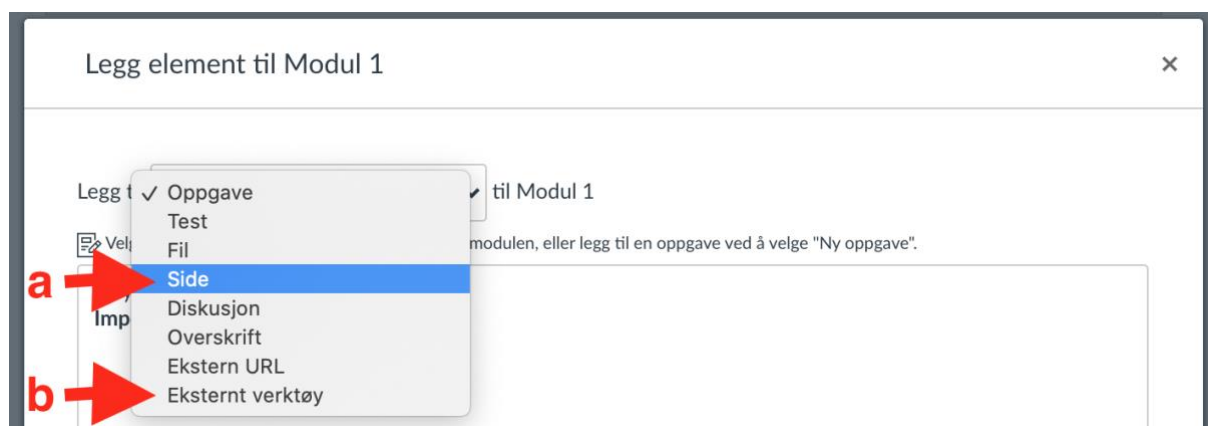 Legg element til Modul 1
×
Legg t ✓ Oppgave til Modul 1
Test
Vel modulen, eller legg til en oppgave ved å velge "Ny oppgave".
Fil
a Side
Imp Diskusjon
Overskrift
Ekstern URL
b Eksternt verktøy